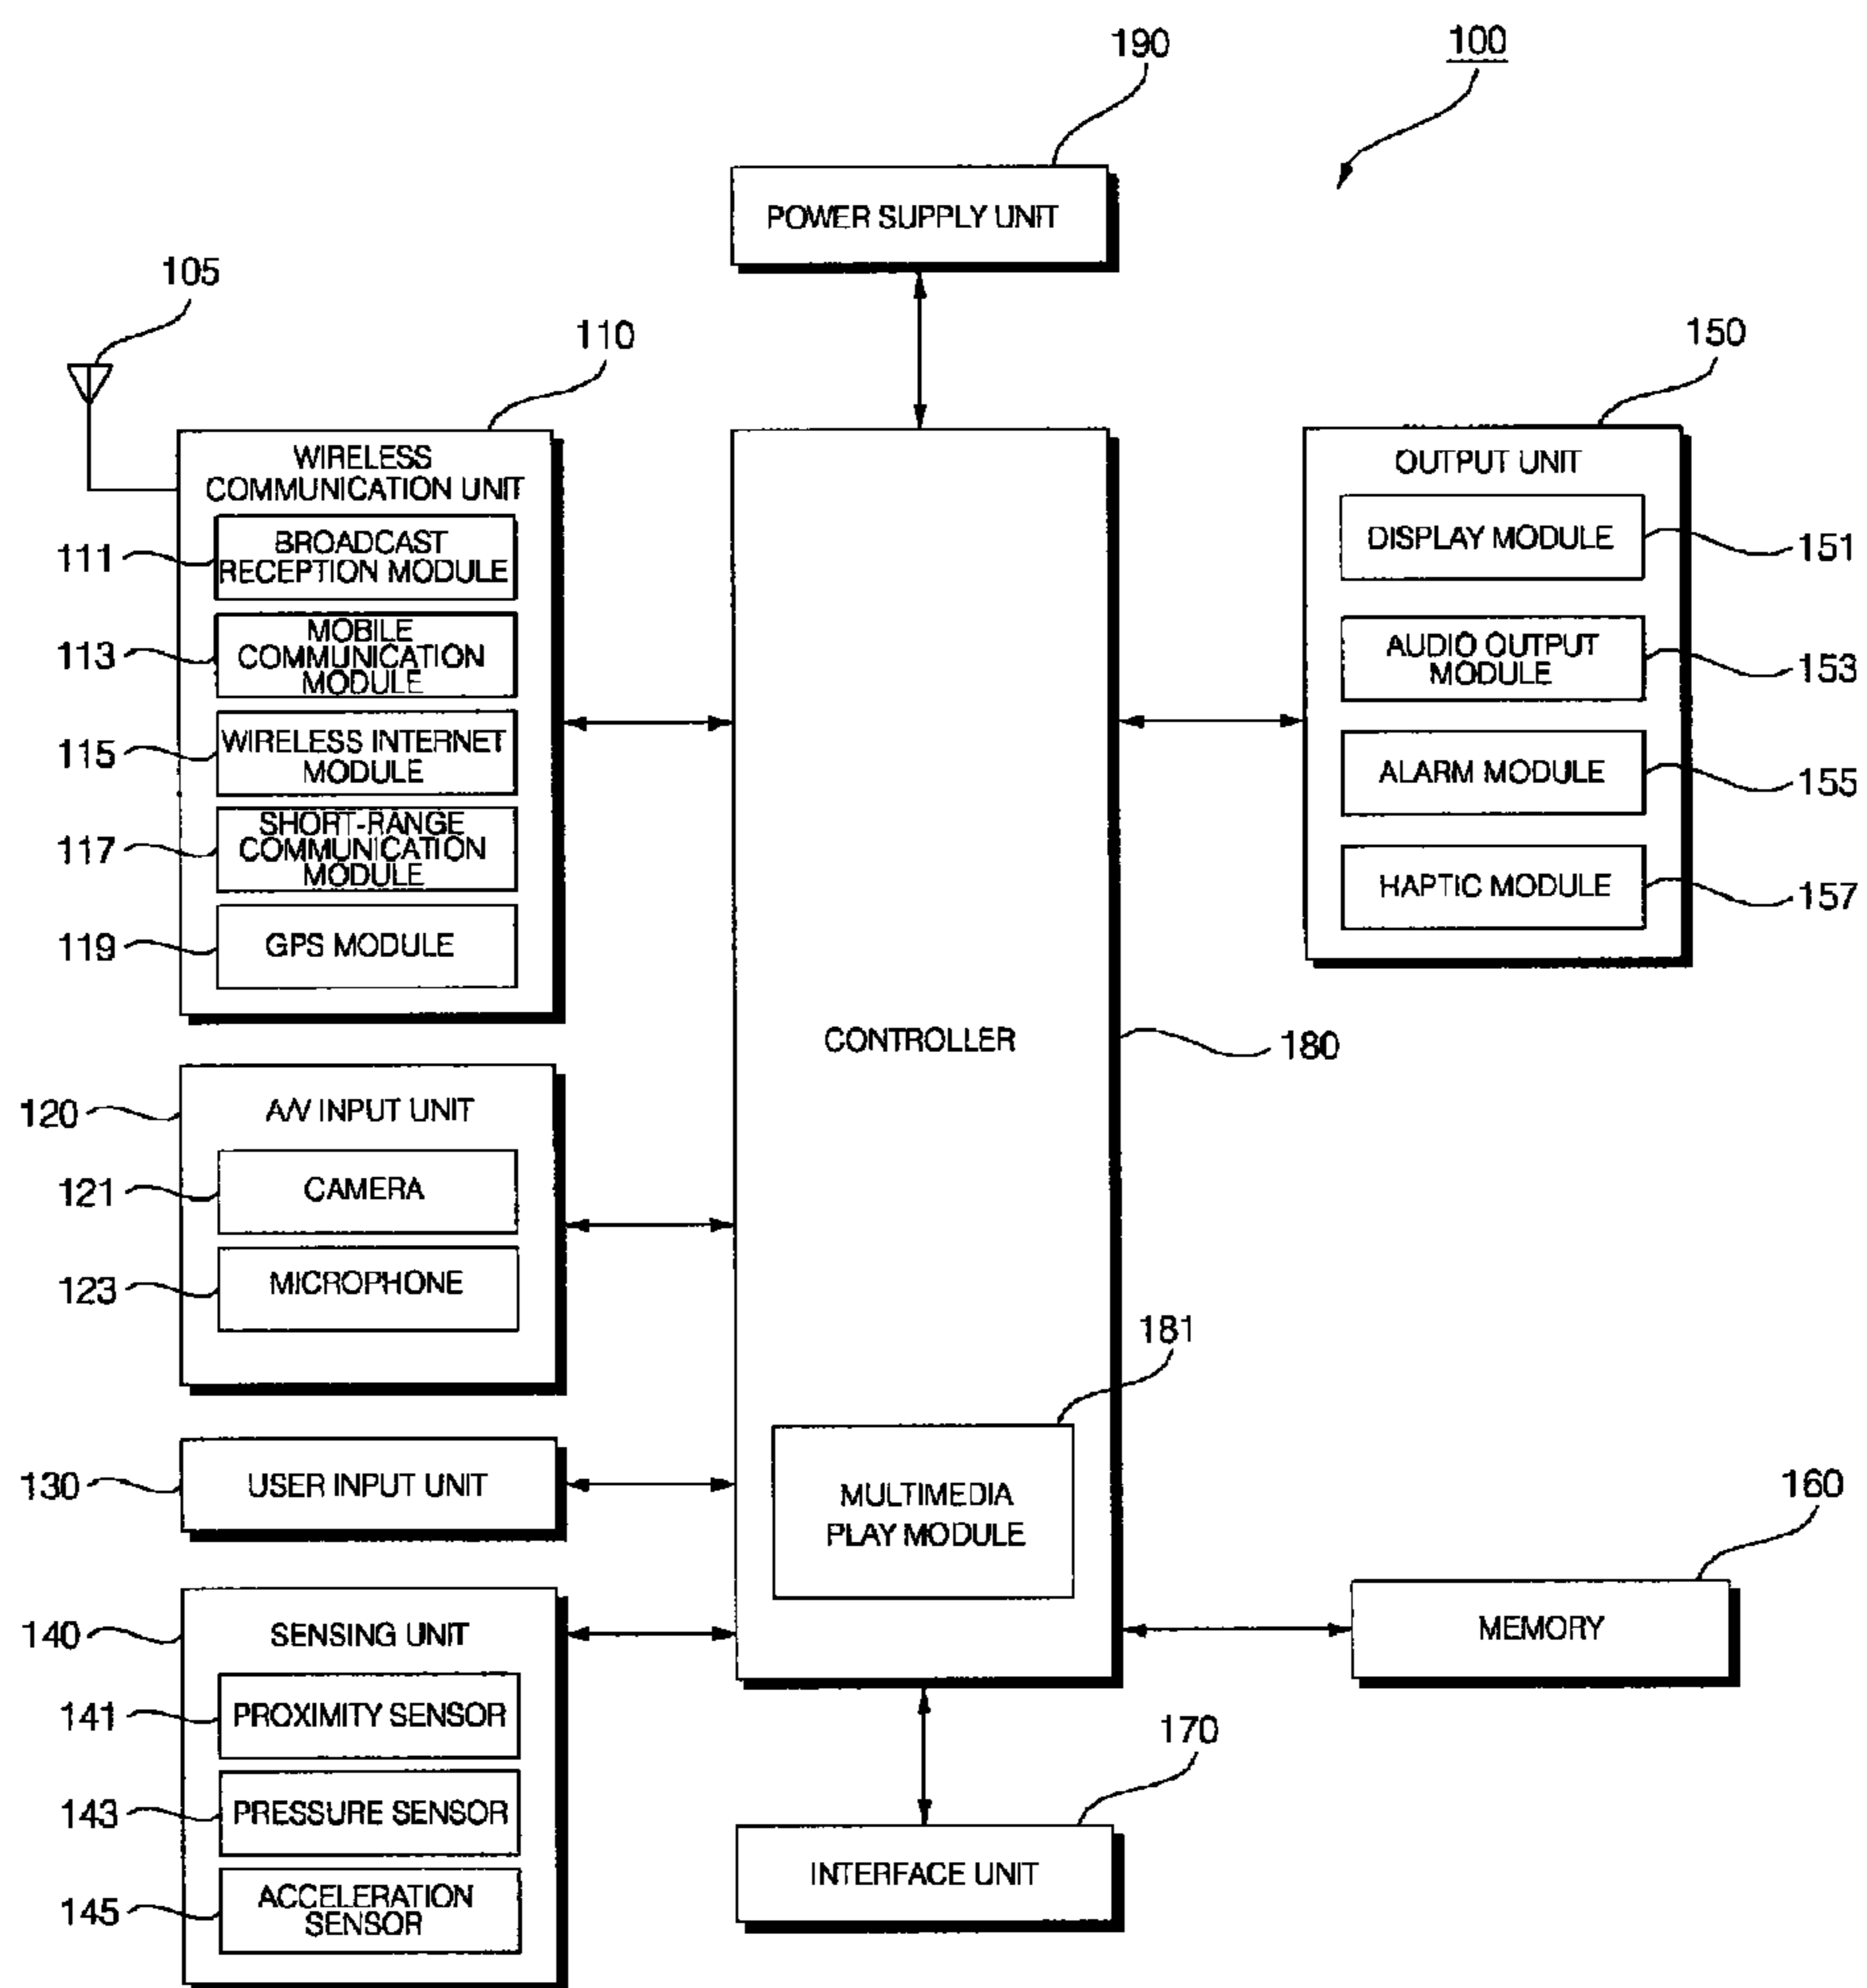 190
100
POWER SUPPLY UNIT
105
110
150
WIRELESS
COMMUNICATION UNIT
111
BROADCAST
RECEPTION MODULE
113
MOBILE
COMMUNICATION
MODULE
115
WIRELESS INTERNET
MODULE
117
SHORT-RANGE
COMMUNICATION
MODULE
119
GPS MODULE
OUTPUT UNIT
DISPLAY MODULE
151
AUDIO OUTPUT
MODULE
153
ALARM MODULE
155
HAPTIC MODULE
157
CONTROLLER
180
120
A/V INPUT UNIT
121
CAMERA
123
MICROPHONE
181
MULTIMEDIA
PLAY MODULE
130
USER INPUT UNIT
160
MEMORY
140
SENSING UNIT
141
PROXIMITY SENSOR
143
PRESSURE SENSOR
145
ACCELERATION
SENSOR
170
INTERFACE UNIT